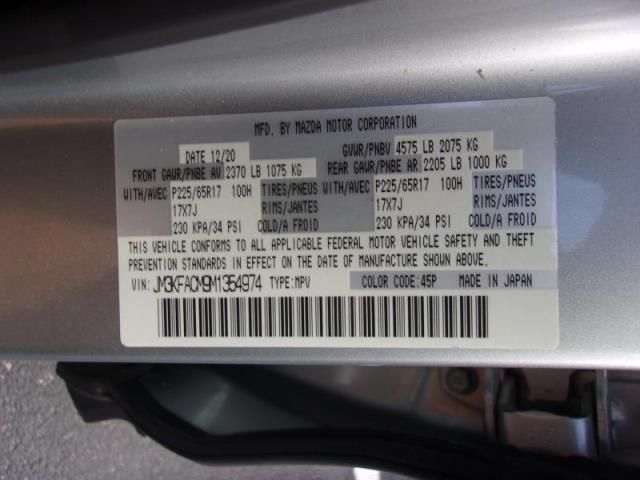 MFD. BY MAZDA MOTOR CORPORATION
DATE 12/20 GVWR/PNBV 4575 LB 2075 KG
FRONT GAWR/PNBE AV 2370 LB 1075 KG REAR GAWR/PNBE AR 2205 LB 1000 KG
WITH/AVEC P225/65R17 100H TIRES/PNEUS WITH/AVEC P225/65R17 100H TIRES/PNEUS
17X7J RIMS/JANTES 17X7J RIMS/JANTES
230 KPA/34 PSI COLD/A FROID 230 KPA/34 PSI COLD/A FROID
THIS VEHICLE CONFORMS TO ALL APPLICABLE FEDERAL MOTOR VEHICLE SAFETY AND THEFT
PREVENTION STANDARDS IN EFFECT ON THE DATE OF MANUFACTURE SHOWN ABOVE.
VIN: JM3KFACM9M1354974 TYPE:MPV COLOR CODE:45P MADE IN JAPAN